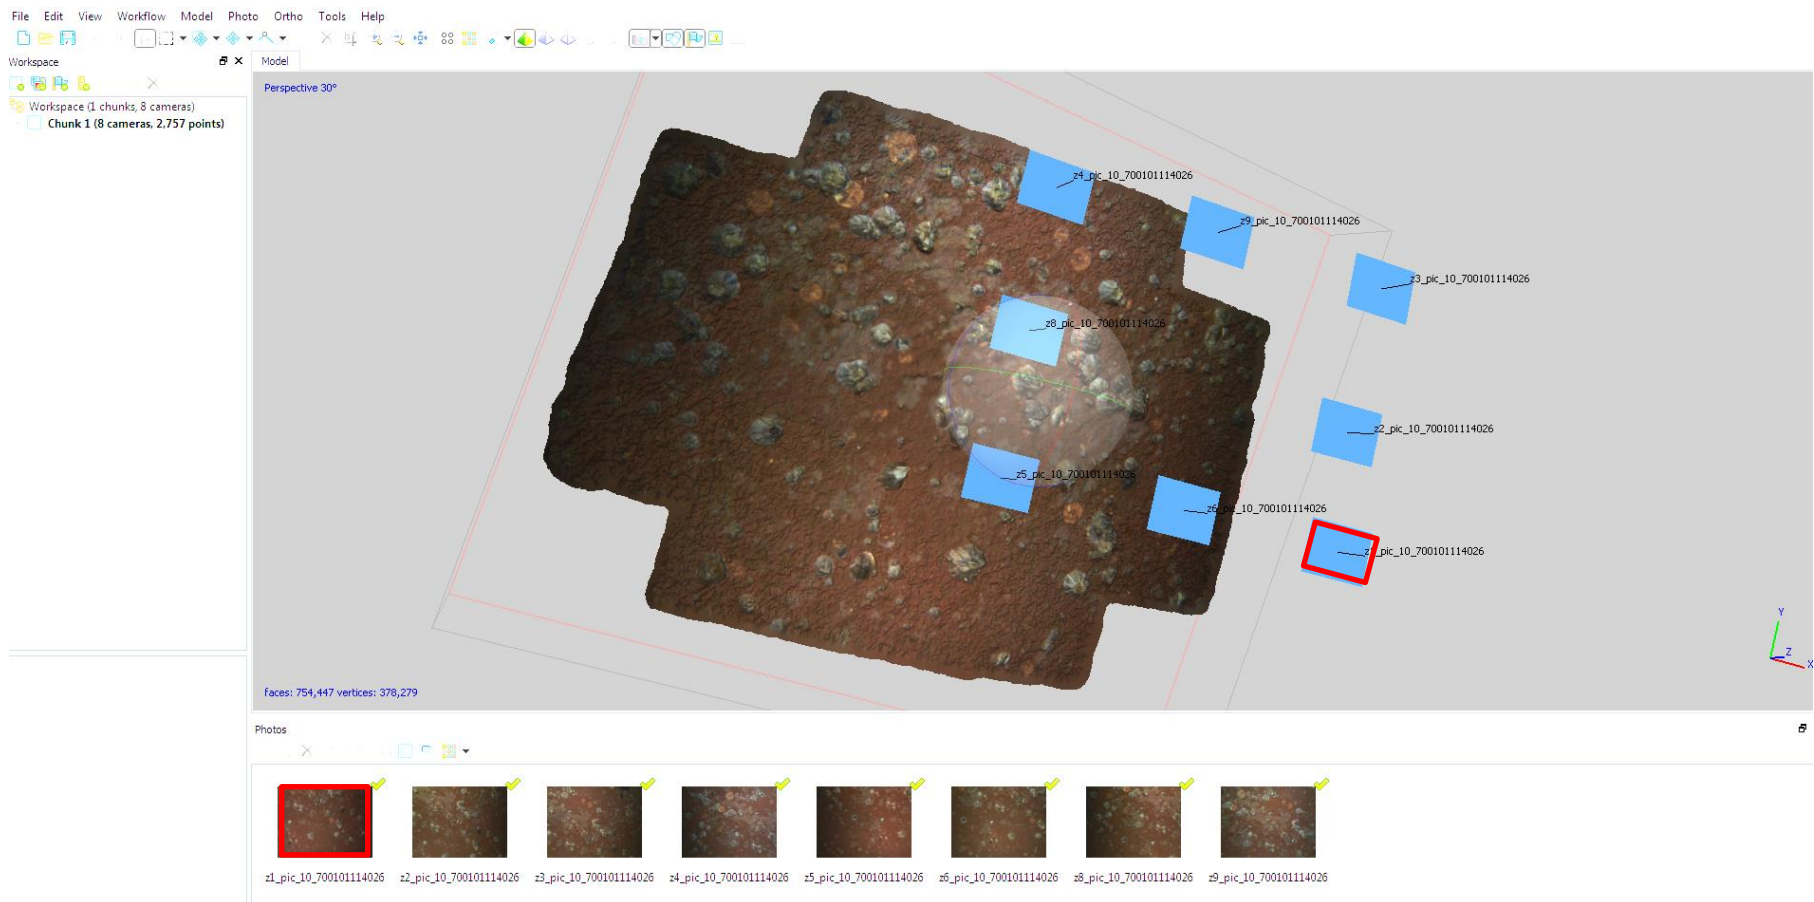 File Edit View Workflow Model Photo Ortho Tools Help
Workspace
Model
Workspace (1 chunks, 8 cameras)
Chunk 1 (8 cameras, 2,757 points)
Perspective 30°
z4_pic_10_700101114026
z9_pic_10_700101114026
z3_pic_10_700101114026
z8_pic_10_700101114026
z2_pic_10_700101114026
z5_pic_10_700101114026
z6_pic_10_700101114026
z1_pic_10_700101114026
Y
Z
X
faces: 754,447 vertices: 378,279
Photos
z1_pic_10_700101114026 z2_pic_10_700101114026 z3_pic_10_700101114026 z4_pic_10_700101114026 z5_pic_10_700101114026 z6_pic_10_700101114026 z8_pic_10_700101114026 z9_pic_10_700101114026